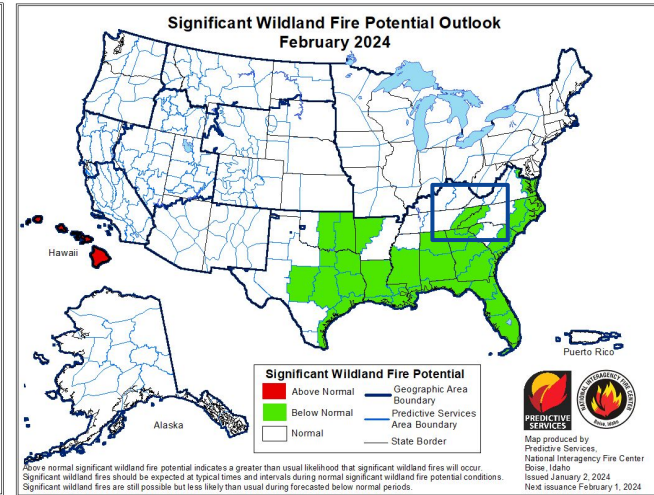 Significant Wildland Fire Potential Outlook
February 2024
Hawaii
Alaska
Puerto Rico
Significant Wildland Fire Potential
Above Normal
Below Normal
Normal
Geographic Area
Boundary
Predictive Services
Area Boundary
State Border
PREDICTIVE
SERVICES
NATIONAL INTERAGENCY FIRE CENTER
Boise, Idaho
Map produced by
Predictive Services,
National Interagency Fire Center
Boise, Idaho
Issued January 2, 2024
Next issuance February 1, 2024
Above normal significant wildland fire potential indicates a greater than usual likelihood that significant wildland fires will occur.
Significant wildland fires should be expected at typical times and intervals during normal significant wildland fire potential conditions.
Significant wildland fires are still possible but less likely than usual during forecasted below normal periods.